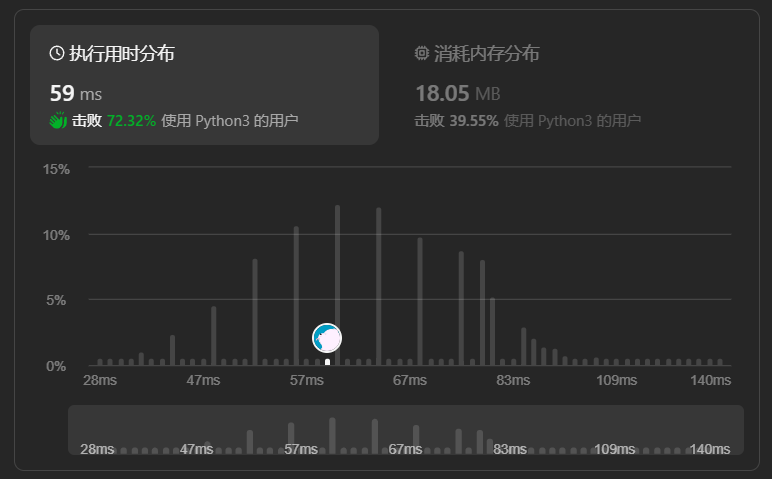 执行用时分布
59 ms
击败 72.32% 使用 Python3 的用户
消耗内存分布
18.05 MB
击败 39.55% 使用 Python3 的用户
15%
10%
5%
0%
28ms 47ms 57ms 67ms 83ms 109ms 140ms
28ms 47ms 57ms 67ms 83ms 109ms 140ms